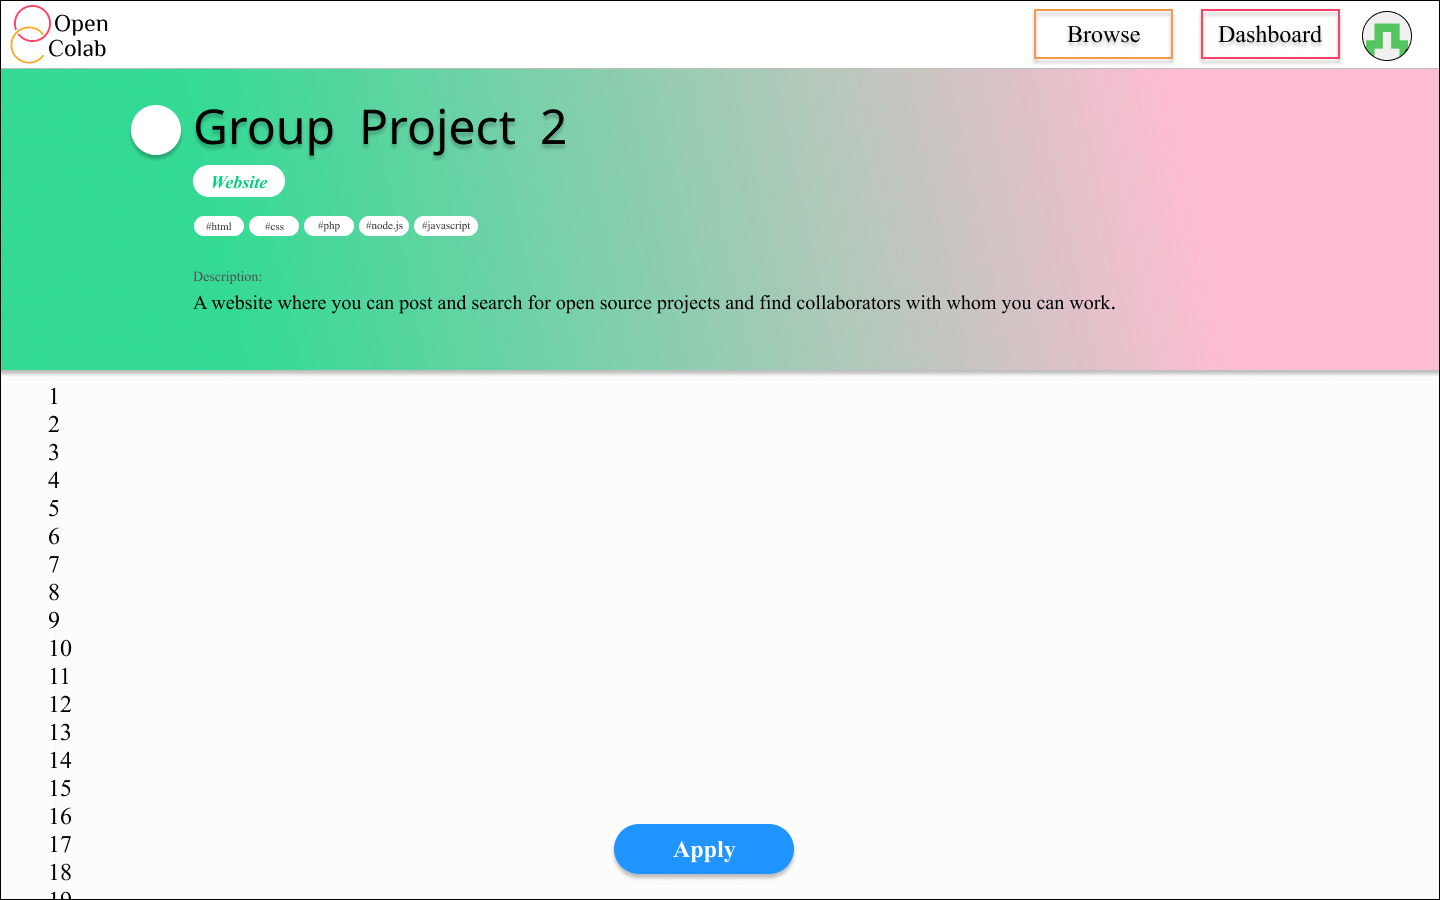 Open
Colab
Browse
Dashboard
Group Project 2
Website
#html #css #php #node.js #javascript
Description:
A website where you can post and search for open source projects and find collaborators with whom you can work.
1
2
3
4
5
6
7
8
9
10
11
12
13
14
15
16
17
18
19
Apply